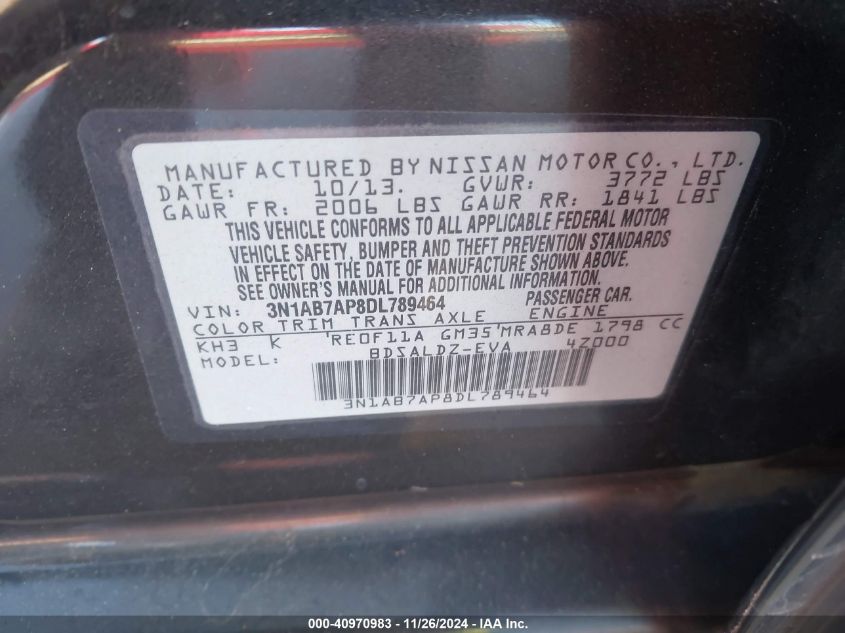 MANUFACTURED BY NISSAN MOTOR CO., LTD.
DATE: 10/13. GVWR: 3772 LBS
GAWR FR: 2006 LBS GAWR RR: 1841 LBS
THIS VEHICLE CONFORMS TO ALL APPLICABLE FEDERAL MOTOR
VEHICLE SAFETY, BUMPER AND THEFT PREVENTION STANDARDS
IN EFFECT ON THE DATE OF MANUFACTURE SHOWN ABOVE.
SEE OWNER'S MANUAL FOR ADDITIONAL INFORMATION.
VIN: 3N1AB7AP8DL789464 PASSENGER CAR.
COLOR TRIM TRANS AXLE ENGINE
KH3 K 'RE0F11A GM35'MRA8DE 1798 CC
MODEL: BDSALDZ-EVA 4Z000
3N1AB7AP8DL789464
000-40970983 - 11/26/2024 - IAA Inc.